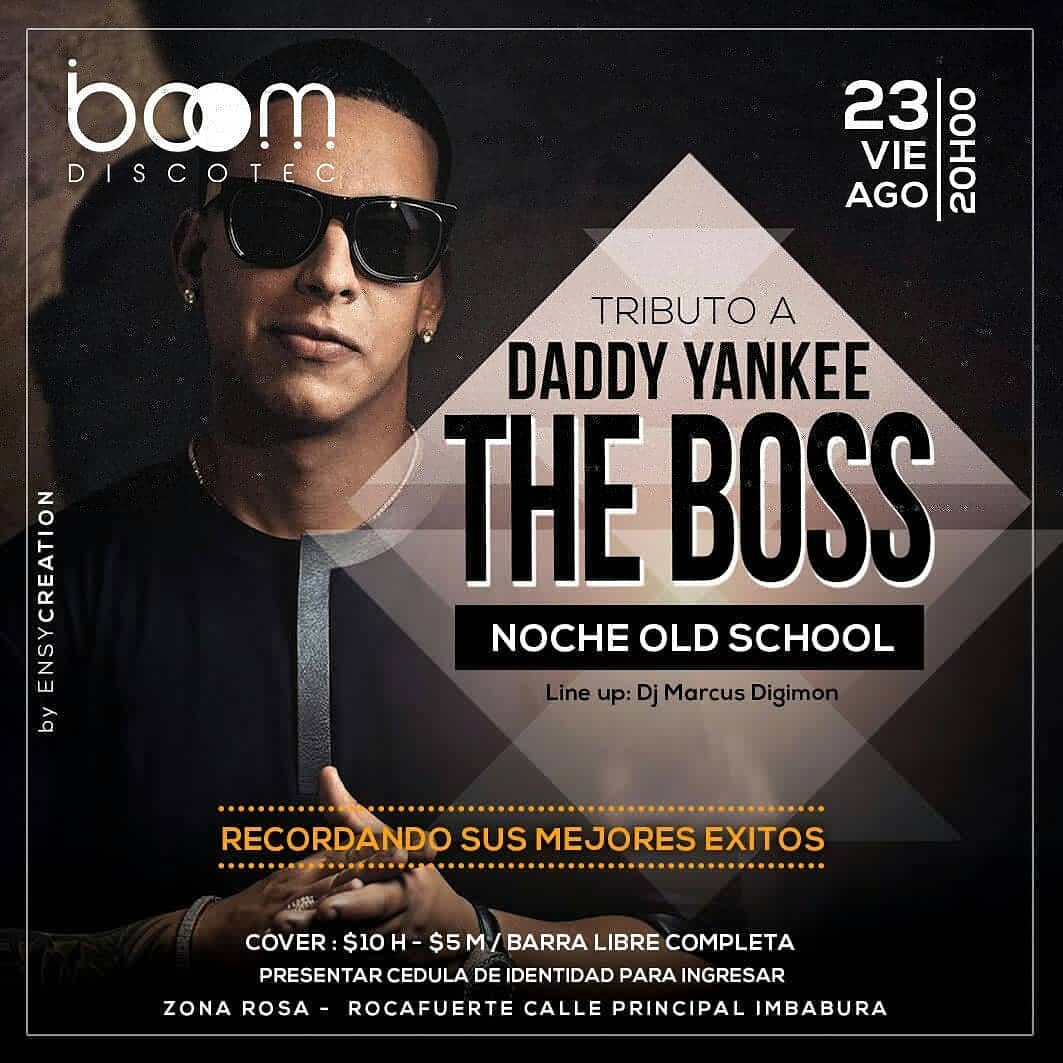 boom
DISCOTEC
23
VIE
AGO
20H00
TRIBUTO A
DADDY YANKEE
THE BOSS
NOCHE OLD SCHOOL
Line up: Dj Marcus Digimon
by ENSYCREATION
RECORDANDO SUS MEJORES EXITOS
COVER : $10 H - $5 M / BARRA LIBRE COMPLETA
PRESENTAR CEDULA DE IDENTIDAD PARA INGRESAR
ZONA ROSA - ROCAFUERTE CALLE PRINCIPAL IMBABURA